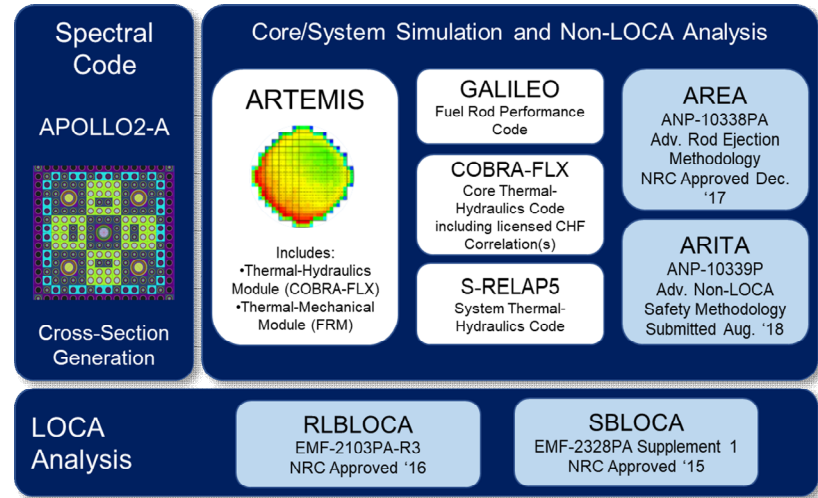 Spectral
Code
APOLLO2-A
Cross-Section
Generation
Core/System Simulation and Non-LOCA Analysis
ARTEMIS
Includes:
•Thermal-Hydraulics
Module (COBRA-FLX)
•Thermal-Mechanical
Module (FRM)
GALILEO
Fuel Rod Performance
Code
COBRA-FLX
Core Thermal-
Hydraulics Code
including licensed CHF
Correlation(s)
S-RELAP5
System Thermal-
Hydraulics Code
AREA
ANP-10338PA
Adv. Rod Ejection
Methodology
NRC Approved Dec.
‘17
ARITA
ANP-10339P
Adv. Non-LOCA
Safety Methodology
Submitted Aug. ‘18
LOCA
Analysis
RLBLOCA
EMF-2103PA-R3
NRC Approved ‘16
SBLOCA
EMF-2328PA Supplement 1
NRC Approved ‘15